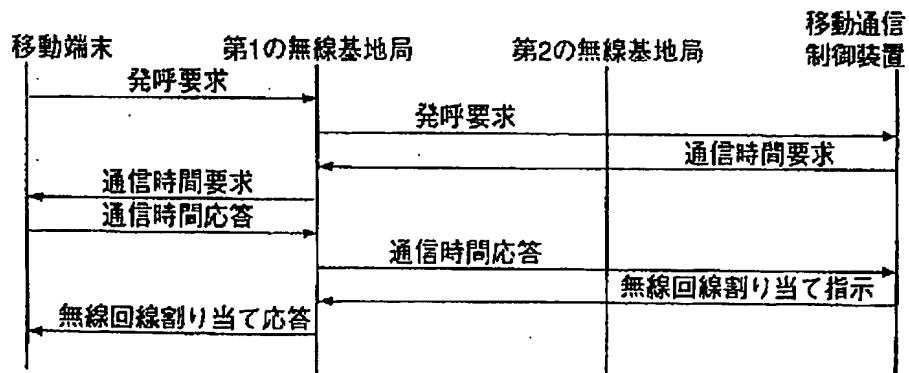 移動端末
第1の無線基地局
第2の無線基地局
移動通信
制御装置
発呼要求
発呼要求
通信時間要求
通信時間要求
通信時間応答
通信時間応答
無線回線割り当て指示
無線回線割り当て応答